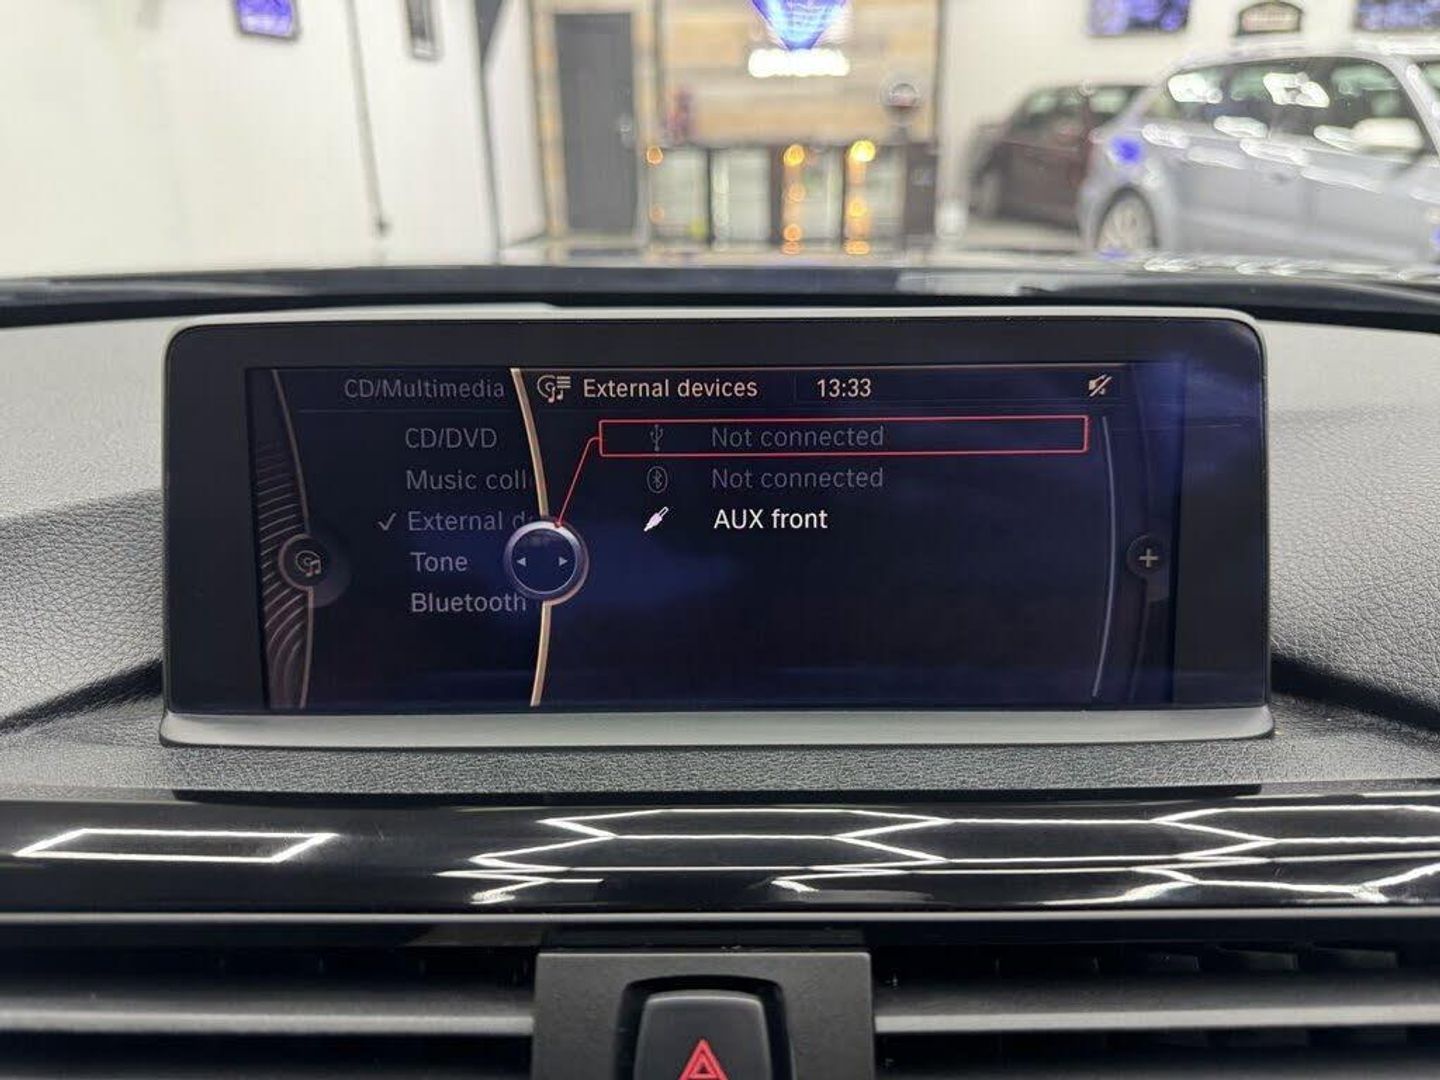 CD/Multimedia
External devices
13:33
CD/DVD
Music coll
External d
Tone
Bluetooth
Not connected
Not connected
AUX front